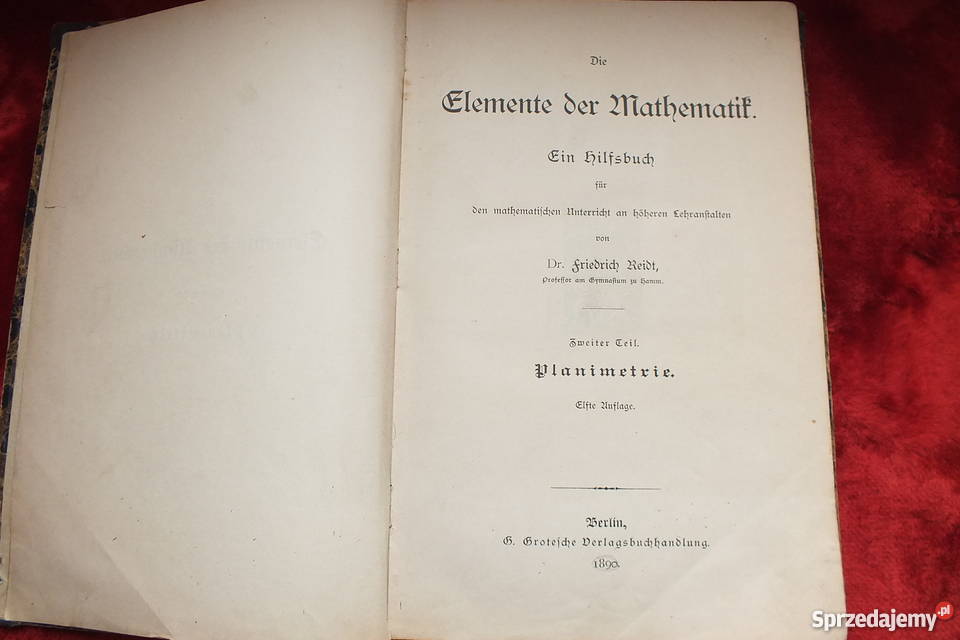 Die
Elemente der Mathematik.
Ein Hilfsbuch
für
den mathematischen Unterricht an höheren Lehranstalten
von
Dr. Friedrich Reidt,
Professor am Gymnasium zu Hamm.
Zweiter Teil.
Planimetrie.
Elfte Auflage.
Berlin,
G. Grotesche Verlagsbuchhandlung.
1890.
Sprzedajemy.pl